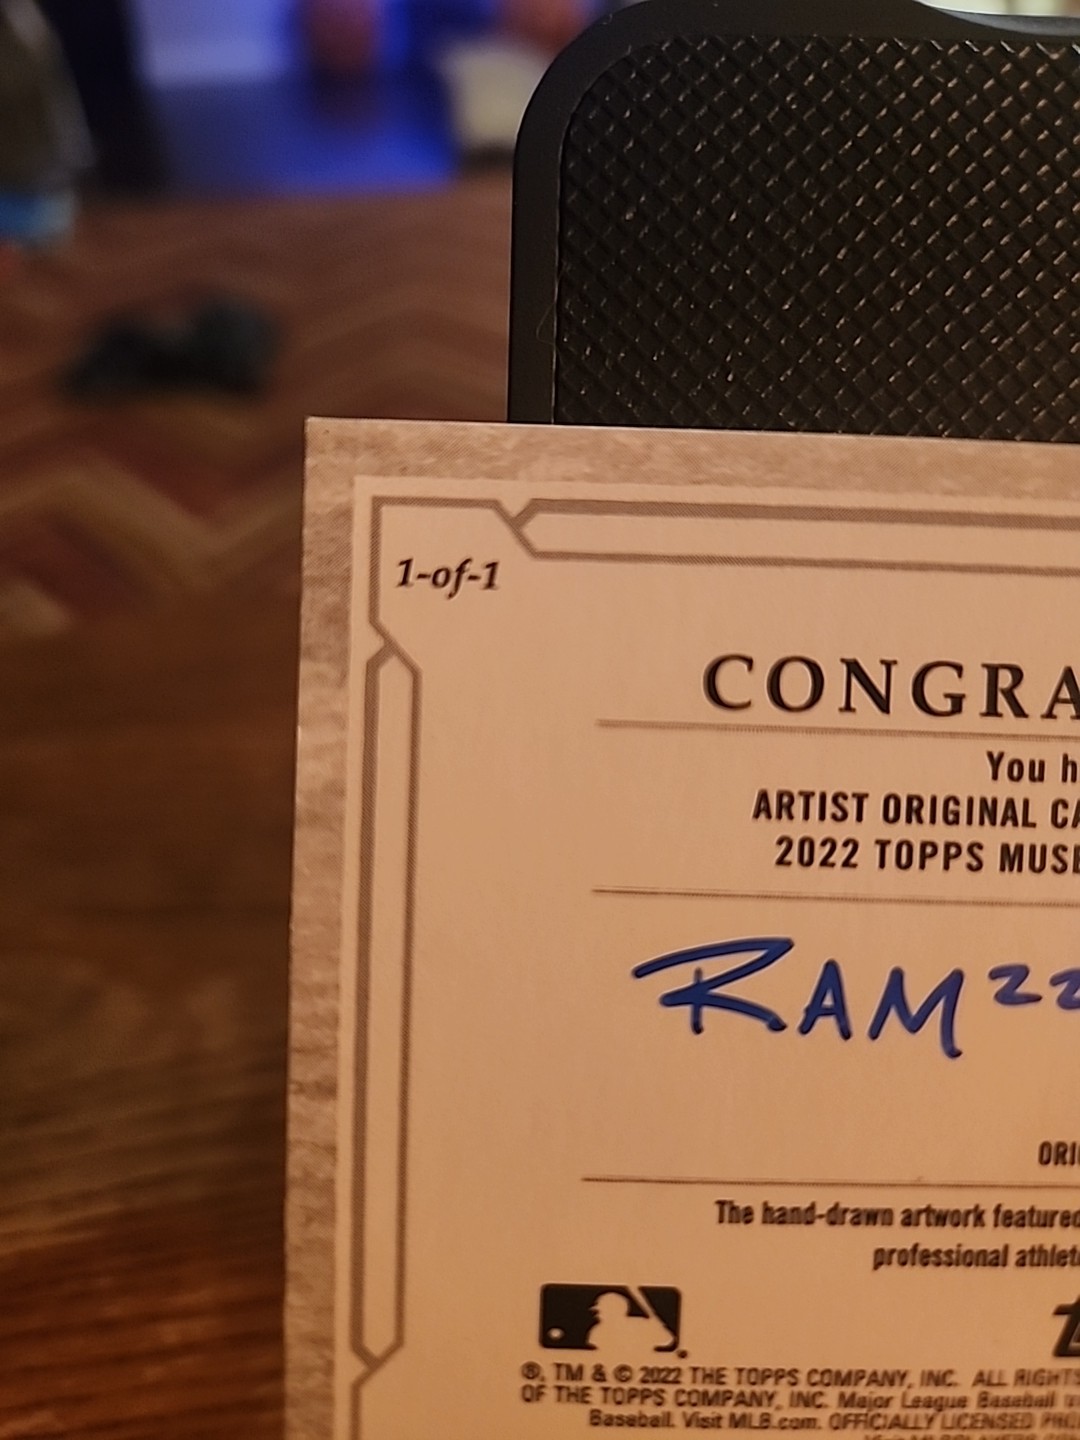 1-of-1
CONGRA
You h
ARTIST ORIGINAL CA
2022 TOPPS MUSE
RAM 22
ORI
The hand-drawn artwork featured
professional athlet
®, TM & © 2022 THE TOPPS COMPANY, INC. ALL RIGHTS
OF THE TOPPS COMPANY, INC. Major League Baseball
Baseball. Visit MLB.com. OFFICIALLY LICENSED PRO